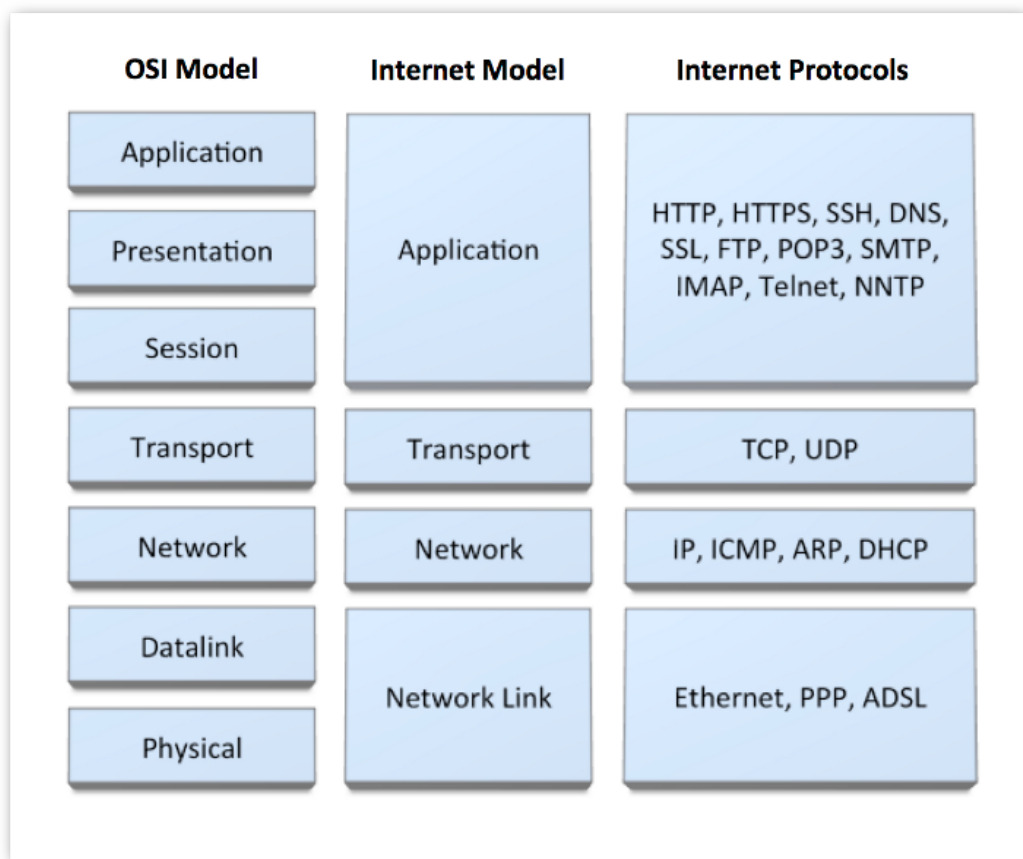 OSI Model
Internet Model
Internet Protocols
Application
Presentation
Session
Transport
Network
Datalink
Physical
Application
Transport
Network
Network Link
HTTP, HTTPS, SSH, DNS,
SSL, FTP, POP3, SMTP,
IMAP, Telnet, NNTP
TCP, UDP
IP, ICMP, ARP, DHCP
Ethernet, PPP, ADSL